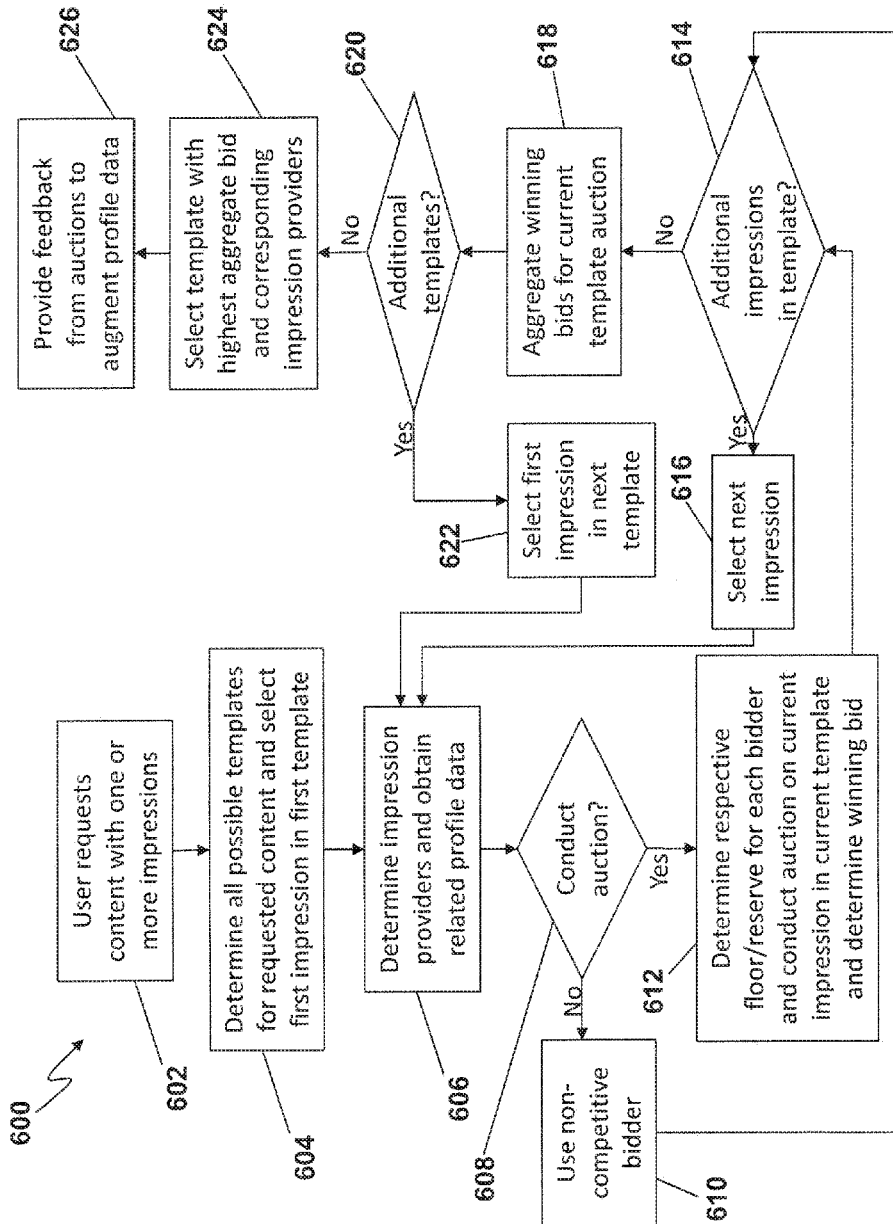 600
User requests
content with one or
more impressions
602
Determine all possible templates
for requested content and select
first impression in first template
604
Determine impression
providers and obtain
related profile data
606
Conduct
auction?
608
No
Yes
Use non-
competitive
bidder
610
Determine respective
floor/reserve for each bidder
and conduct auction on current
impression in current template
and determine winning bid
612
Additional
impressions
in template?
614
Yes
No
Select next
impression
616
Aggregate winning
bids for current
template auction
618
Additional
templates?
620
Yes
No
Select first
impression
in next
template
622
Select template with
highest aggregate bid
and corresponding
impression providers
624
Provide feedback
from auctions to
augment profile data
626